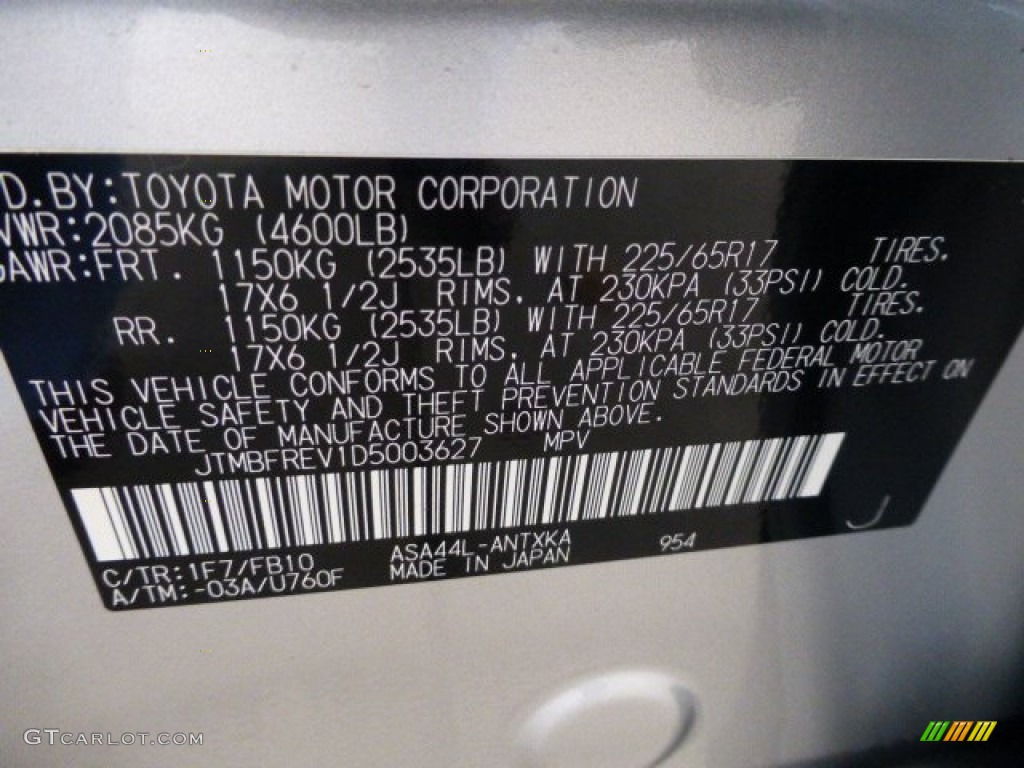 D.BY:TOYOTA MOTOR CORPORATION
VWR:2085KG (4600LB)
GAWR:FRT. 1150KG (2535LB) WITH 225/65R17 TIRES.
17X6 1/2J RIMS. AT 230KPA (33PSI) COLD.
RR. 1150KG (2535LB) WITH 225/65R17 TIRES.
17X6 1/2J RIMS. AT 230KPA (33PSI) COLD.
THIS VEHICLE CONFORMS TO ALL APPLICABLE FEDERAL MOTOR
VEHICLE SAFETY AND THEFT PREVENTION STANDARDS IN EFFECT ON
THE DATE OF MANUFACTURE SHOWN ABOVE.
JTMBFREV1D5003627 MPV
J
C/TR:1F7/FB10 ASA44L-ANTXKA 954
A/TM:-03A/U760F MADE IN JAPAN
GTCARLOT.COM